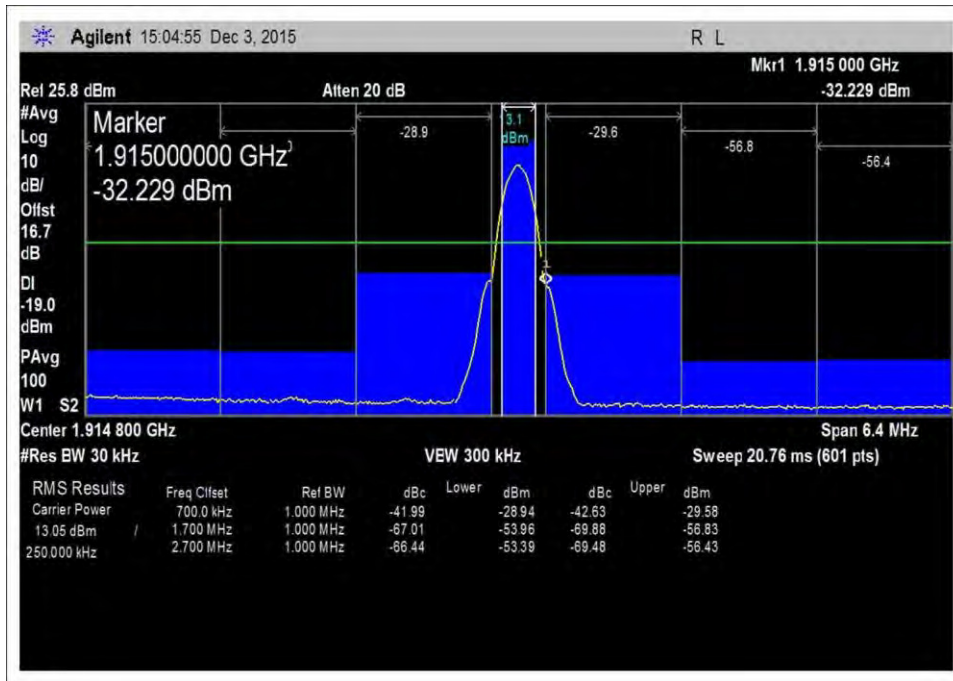 Agilent 15:04:55 Dec 3, 2015 R L
Mkr1 1.915 000 GHz
Rel 25.8 dBm Atten 20 dB -32.229 dBm
#Avg
Log
10
dB/
Offst
16.7
dB
DI
-19.0
dBm
PAvg
100
W1 S2
Marker
1.915000000 GHz
-32.229 dBm
-28.9
3.1
dBm
-29.6
-56.8
-56.4
1
Center 1.914 800 GHz Span 6.4 MHz
#Res BW 30 kHz VEW 300 kHz Sweep 20.76 ms (601 pts)
RMS Results Freq Clfset Ref BW dBc Lower dBm dBc Upper dBm
Carrier Power 700.0 kHz 1.000 MHz -41.99 -28.94 -42.63 -29.58
13.05 dBm / 1.700 MHz 1.000 MHz -67.01 -53.96 -69.88 -56.83
250.000 kHz 2.700 MHz 1.000 MHz -66.44 -53.39 -69.48 -56.43